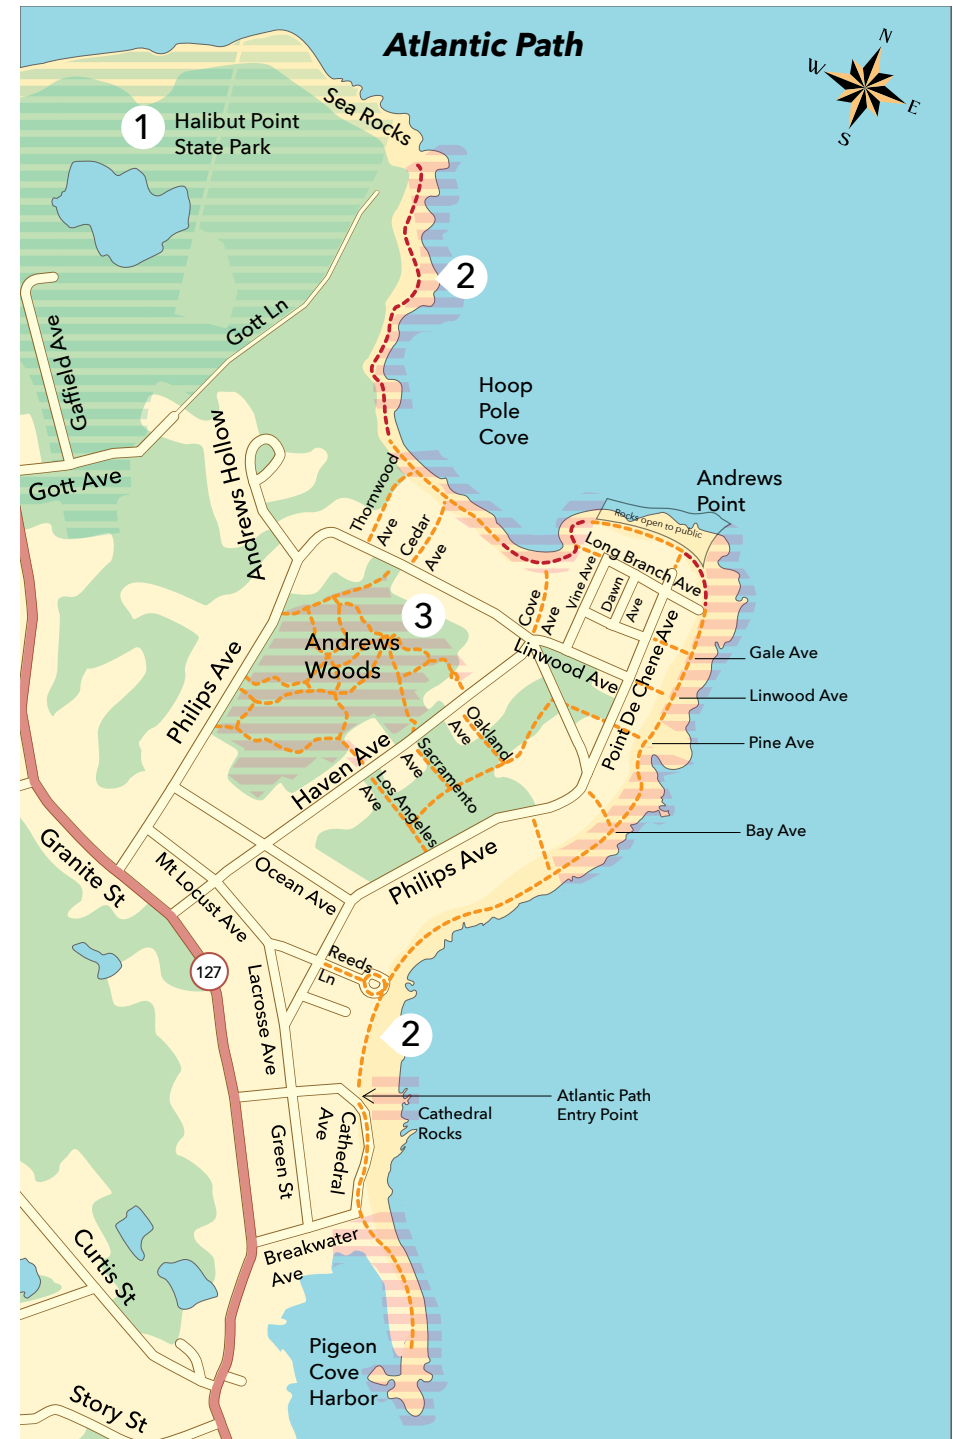 Atlantic Path
N
W
E
S
Sea Rocks
1
Halibut Point
State Park
2
Gott Ln
Gaffield Ave
Hoop
Pole
Cove
Andrews Hollow
Gott Ave
Thornwood
Ave
Cedar
Ave
Andrews
Point
Rocks open to public
Long Branch Ave
Vine Ave
Dawn
Ave
Cove
Ave
3
Andrews
Woods
Linwood Ave
Point De Chene Ave
Gale Ave
Linwood Ave
Pine Ave
Bay Ave
Philips Ave
Haven Ave
Oakland
Ave
Sacramento
Ave
Los Angeles
Ave
Granite St
Mt Locust Ave
Ocean Ave
Philips Ave
Reeds
Ln
127
Lacrosse Ave
2
Atlantic Path
Entry Point
Cathedral
Rocks
Cathedral
Ave
Green St
Breakwater
Ave
Curtis St
Pigeon
Cove
Harbor
Story St